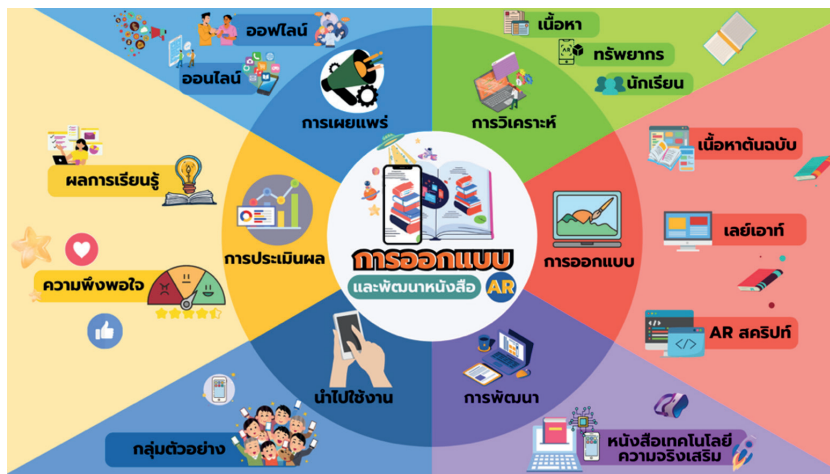 การออกแบบ
และพัฒนาหนังสือ AR
การวิเคราะห์
เนื้อหา
ทรัพยากร
นักเรียน
การออกแบบ
เนื้อหาต้นฉบับ
เลย์เอาท์
AR สคริปท์
การพัฒนา
หนังสือเทคโนโลยี
ความจริงเสริม
นำไปใช้งาน
กลุ่มตัวอย่าง
การประเมินผล
ผลการเรียนรู้
ความพึงพอใจ
การเผยแพร่
ออฟไลน์
ออนไลน์